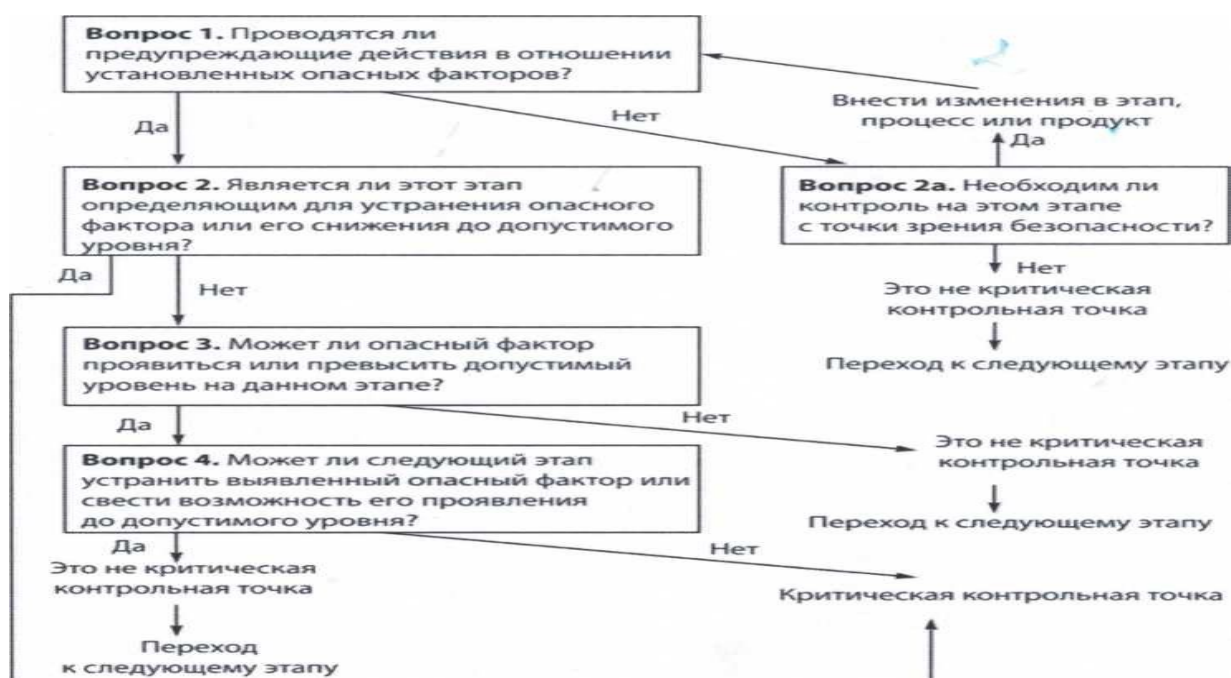 Вопрос 1. Проводятся ли
предупреждающие действия в отношении
установленных опасных факторов?
Внести изменения в этап,
процесс или продукт
Да
Нет
Да
Вопрос 2. Является ли этот этап
определяющим для устранения опасного
фактора или его снижения до допустимого
уровня?
Вопрос 2а. Необходим ли
контроль на этом этапе
с точки зрения безопасности?
Да
Нет
Нет
Это не критическая
контрольная точка
Переход к следующему этапу
Вопрос 3. Может ли опасный фактор
проявиться или превысить допустимый
уровень на данном этапе?
Да
Нет
Это не критическая
контрольная точка
Переход к следующему этапу
Вопрос 4. Может ли следующий этап
устранить выявленный опасный фактор или
свести возможность его проявления
до допустимого уровня?
Да
Нет
Это не критическая
контрольная точка
Критическая контрольная точка
Переход
к следующему этапу